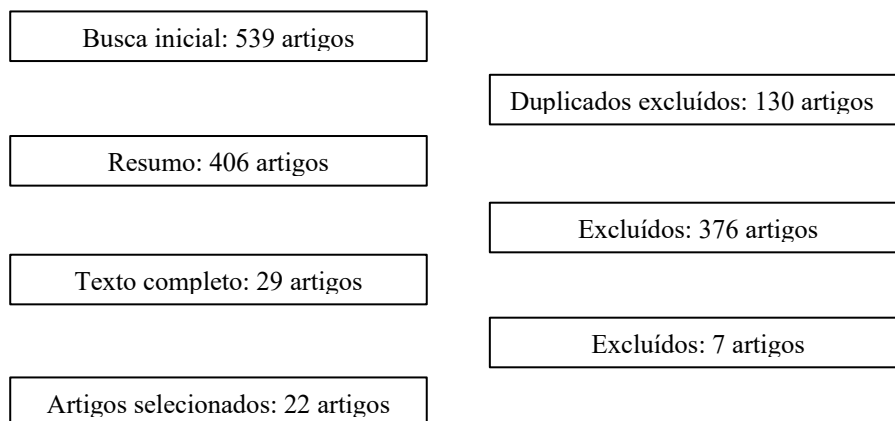 Busca inicial: 539 artigos
Duplicados excluídos: 130 artigos
Resumo: 406 artigos
Excluídos: 376 artigos
Texto completo: 29 artigos
Excluídos: 7 artigos
Artigos selecionados: 22 artigos